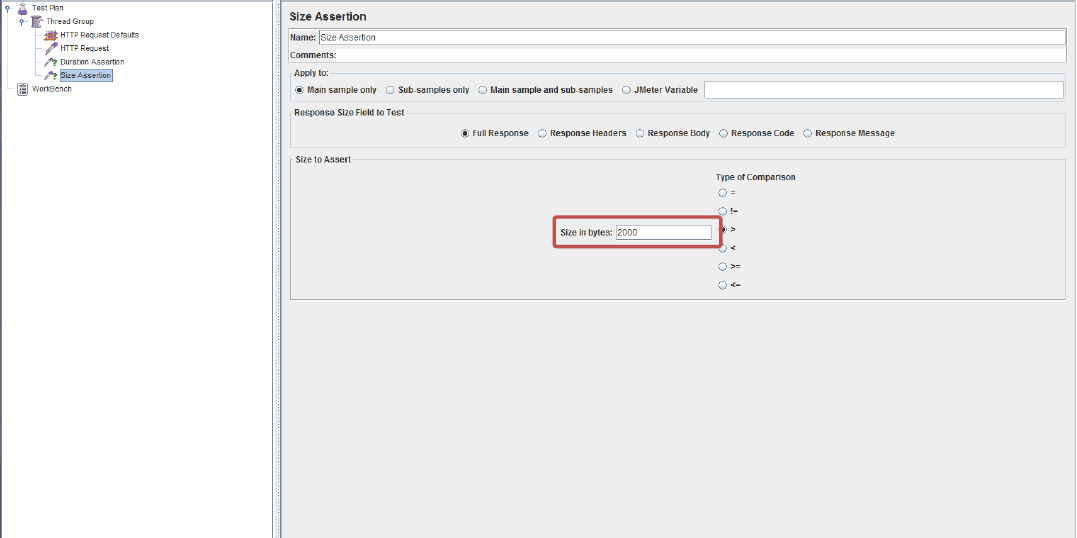 Test Plan
Thread Group
HTTP Request Defaults
HTTP Request
Duration Assertion
Size Assertion
WorkBench
Size Assertion
Name: Size Assertion
Comments:
Apply to:
Main sample only Sub-samples only Main sample and sub-samples JMeter Variable
Response Size Field to Test
Full Response Response Headers Response Body Response Code Response Message
Size to Assert
Type of Comparison
=
!=
Size in bytes: 2000 >
<
>=
<=